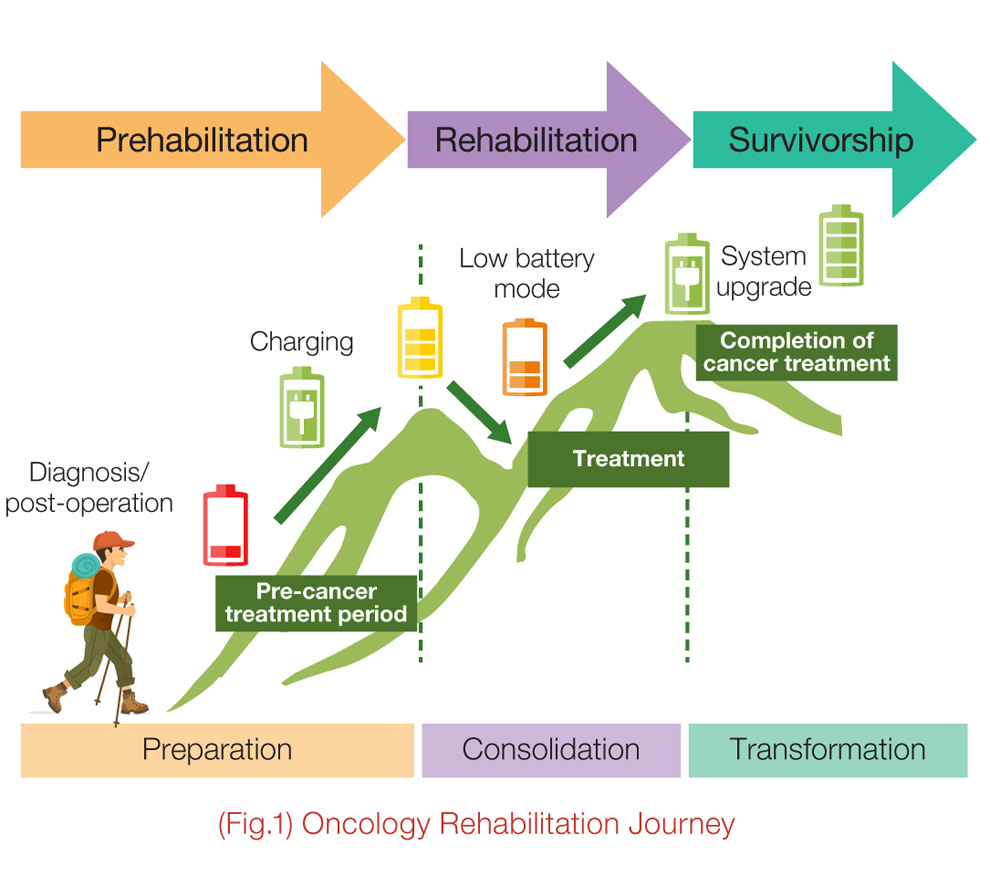 Prehabilitation
Rehabilitation
Survivorship
Low battery
mode
System
upgrade
Charging
Completion of
cancer treatment
Treatment
Diagnosis/
post-operation
Pre-cancer
treatment period
Preparation
Consolidation
Transformation
(Fig.1) Oncology Rehabilitation Journey